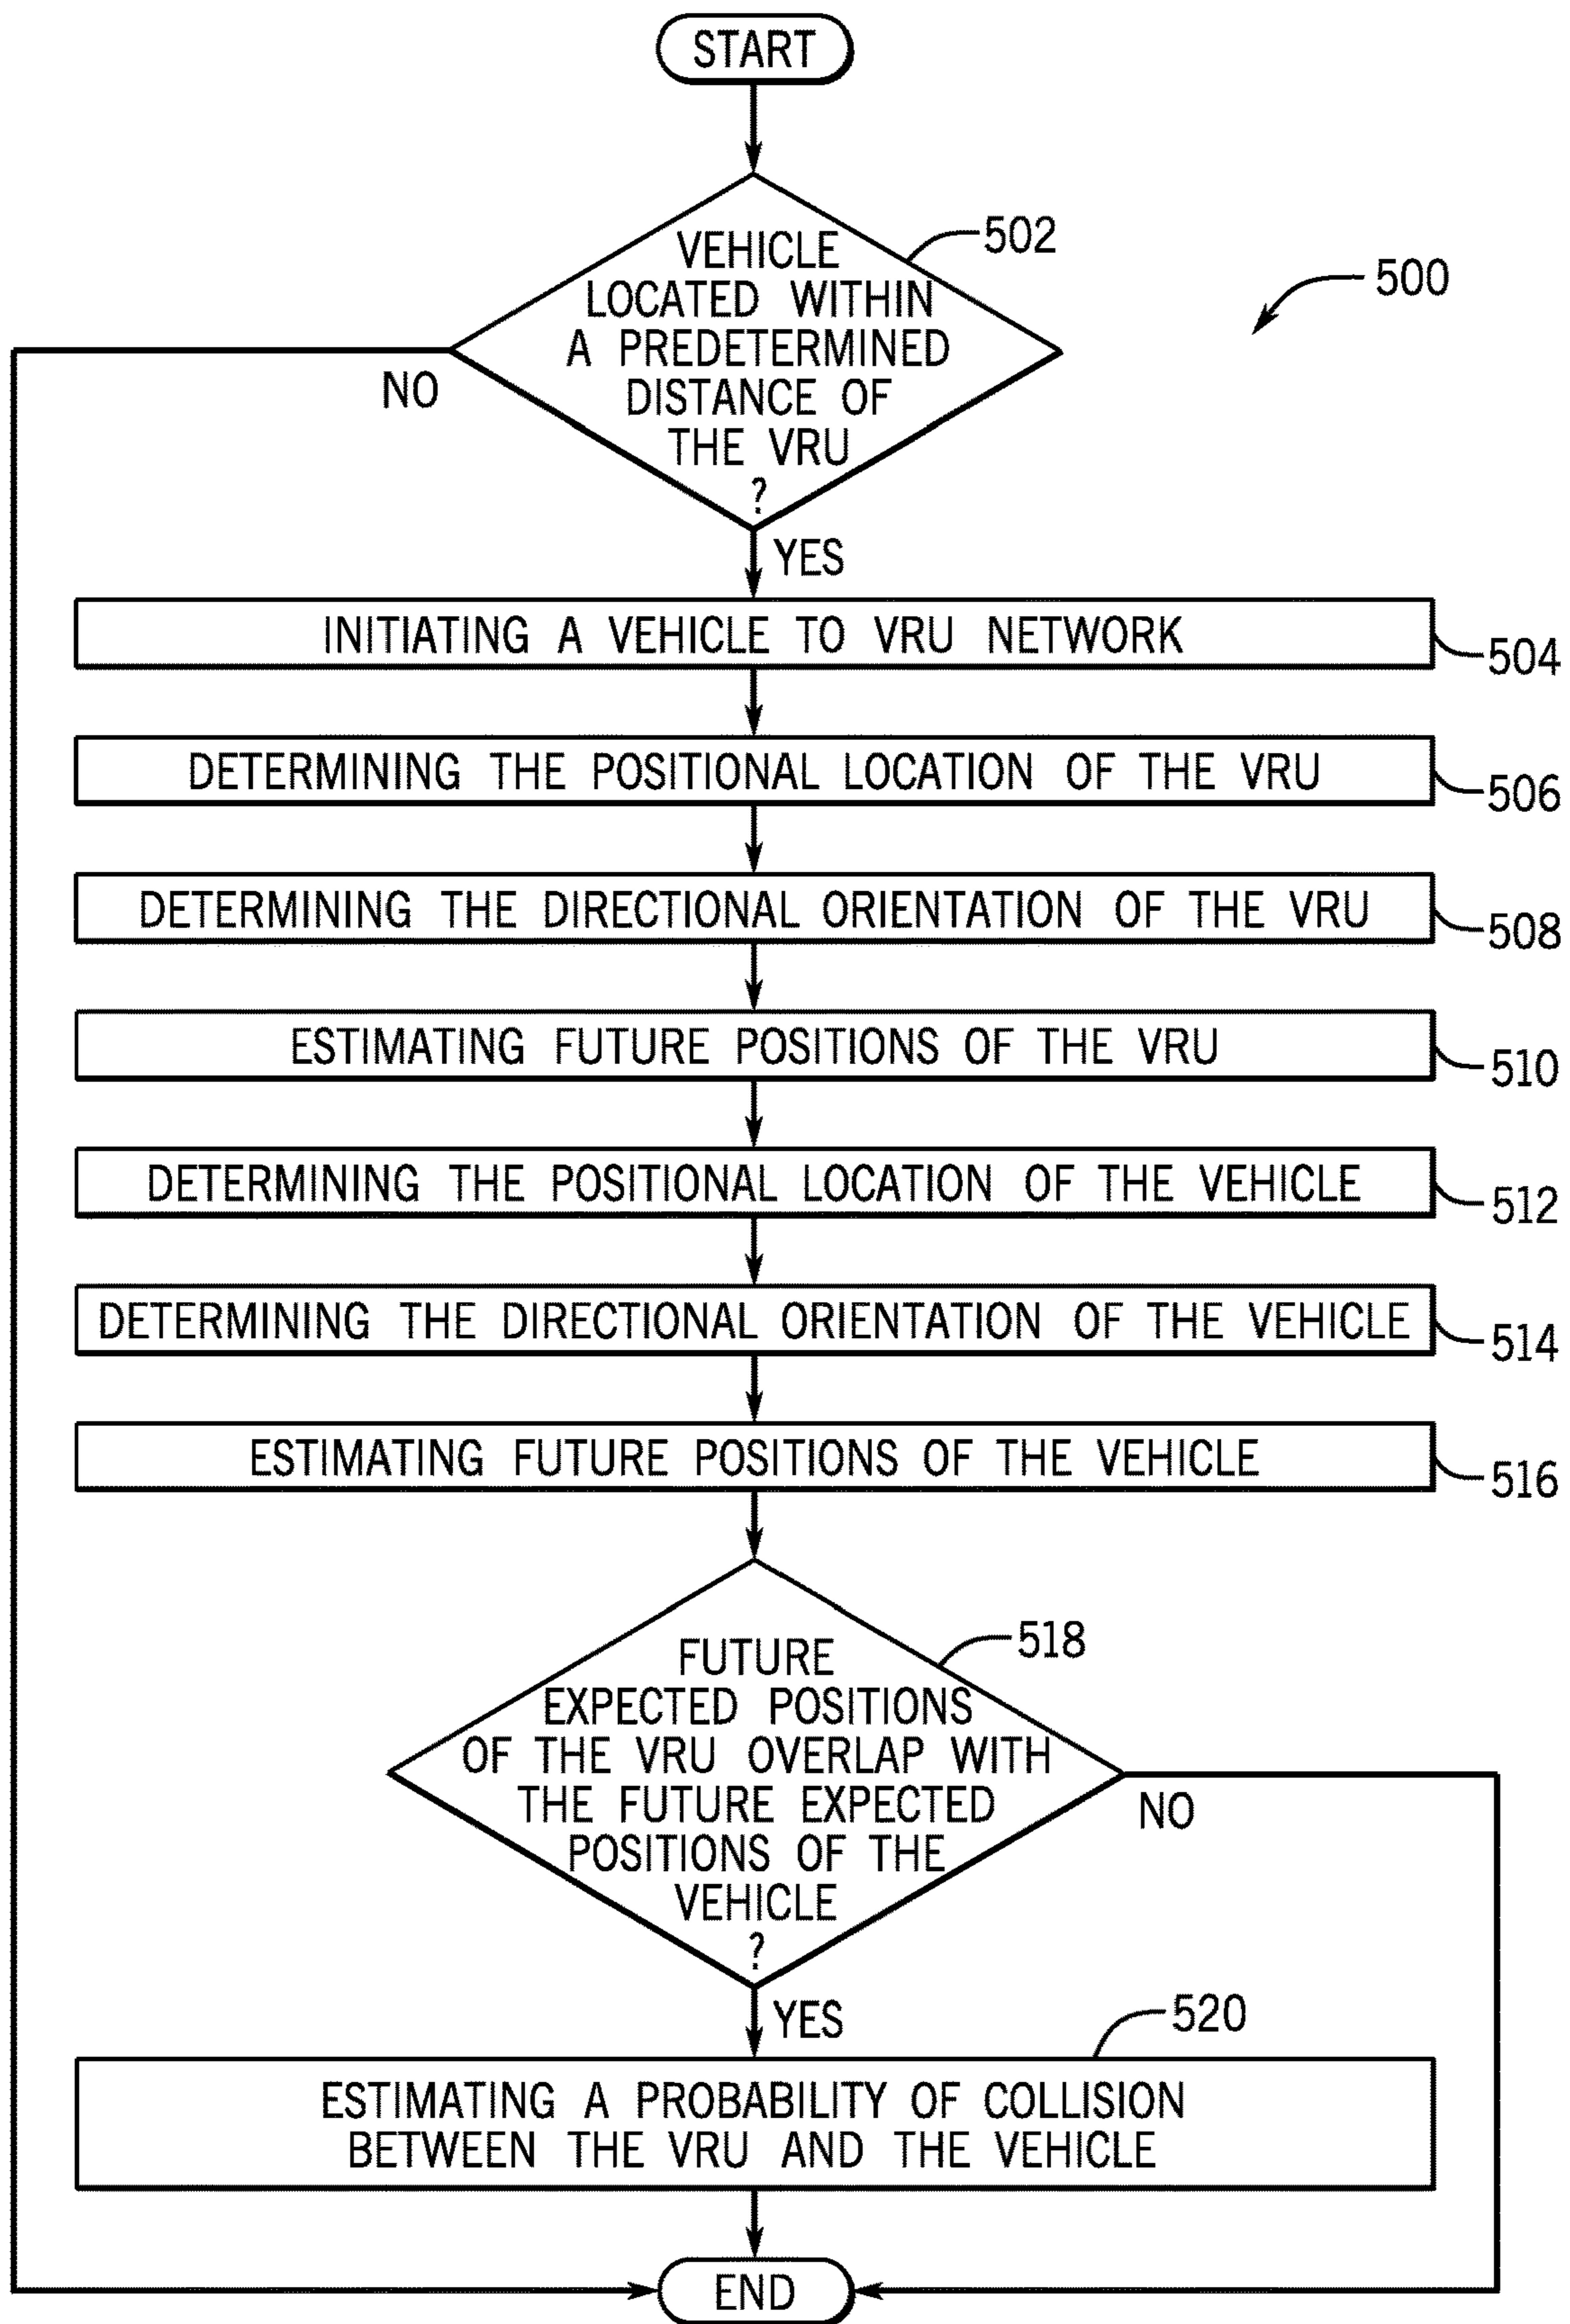 START
502
VEHICLE
LOCATED WITHIN
A PREDETERMINED
DISTANCE OF
THE VRU
?
500
NO
YES
INITIATING A VEHICLE TO VRU NETWORK
504
DETERMINING THE POSITIONAL LOCATION OF THE VRU
506
DETERMINING THE DIRECTIONAL ORIENTATION OF THE VRU
508
ESTIMATING FUTURE POSITIONS OF THE VRU
510
DETERMINING THE POSITIONAL LOCATION OF THE VEHICLE
512
DETERMINING THE DIRECTIONAL ORIENTATION OF THE VEHICLE
514
ESTIMATING FUTURE POSITIONS OF THE VEHICLE
516
518
FUTURE
EXPECTED POSITIONS
OF THE VRU OVERLAP WITH
THE FUTURE EXPECTED
POSITIONS OF THE
VEHICLE
?
NO
YES
520
ESTIMATING A PROBABILITY OF COLLISION
BETWEEN THE VRU AND THE VEHICLE
END